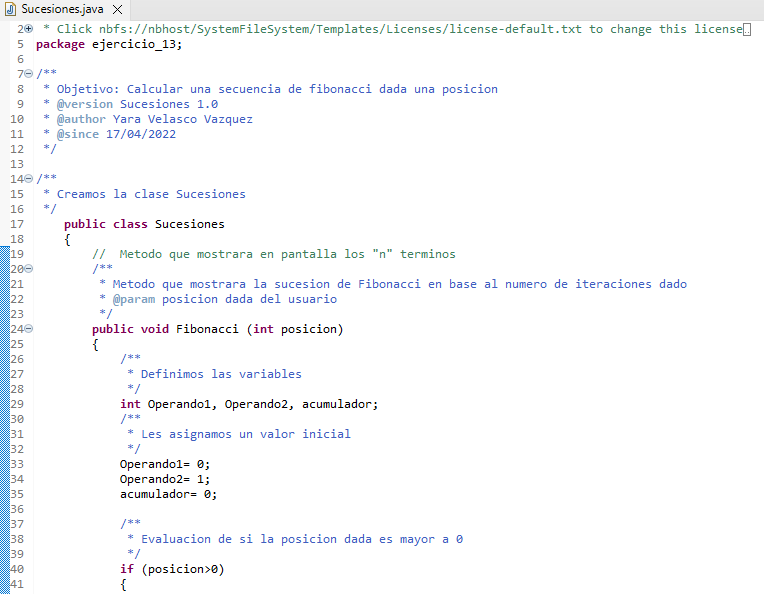 Sucesiones.java
2 * Click nbfs://nbhost/SystemFileSystem/Templates/Licenses/license-default.txt to change this license
5 package ejercicio_13;
6
7 /**
8 * Objetivo: Calcular una secuencia de fibonacci dada una posicion
9 * @version Sucesiones 1.0
10 * @author Yara Velasco Vazquez
11 * @since 17/04/2022
12 */
13
14 /**
15 * Creamos la clase Sucesiones
16 */
17 public class Sucesiones
18 {
19 // Metodo que mostrara en pantalla los "n" terminos
20 /**
21 * Metodo que mostrara la sucesion de Fibonacci en base al numero de iteraciones dado
22 * @param posicion dada del usuario
23 */
24 public void Fibonacci (int posicion)
25 {
26 /**
27 * Definimos las variables
28 */
29 int Operando1, Operando2, acumulador;
30 /**
31 * Les asignamos un valor inicial
32 */
33 Operando1= 0;
34 Operando2= 1;
35 acumulador= 0;
36
37 /**
38 * Evaluacion de si la posicion dada es mayor a 0
39 */
40 if (posicion>0)
41 {